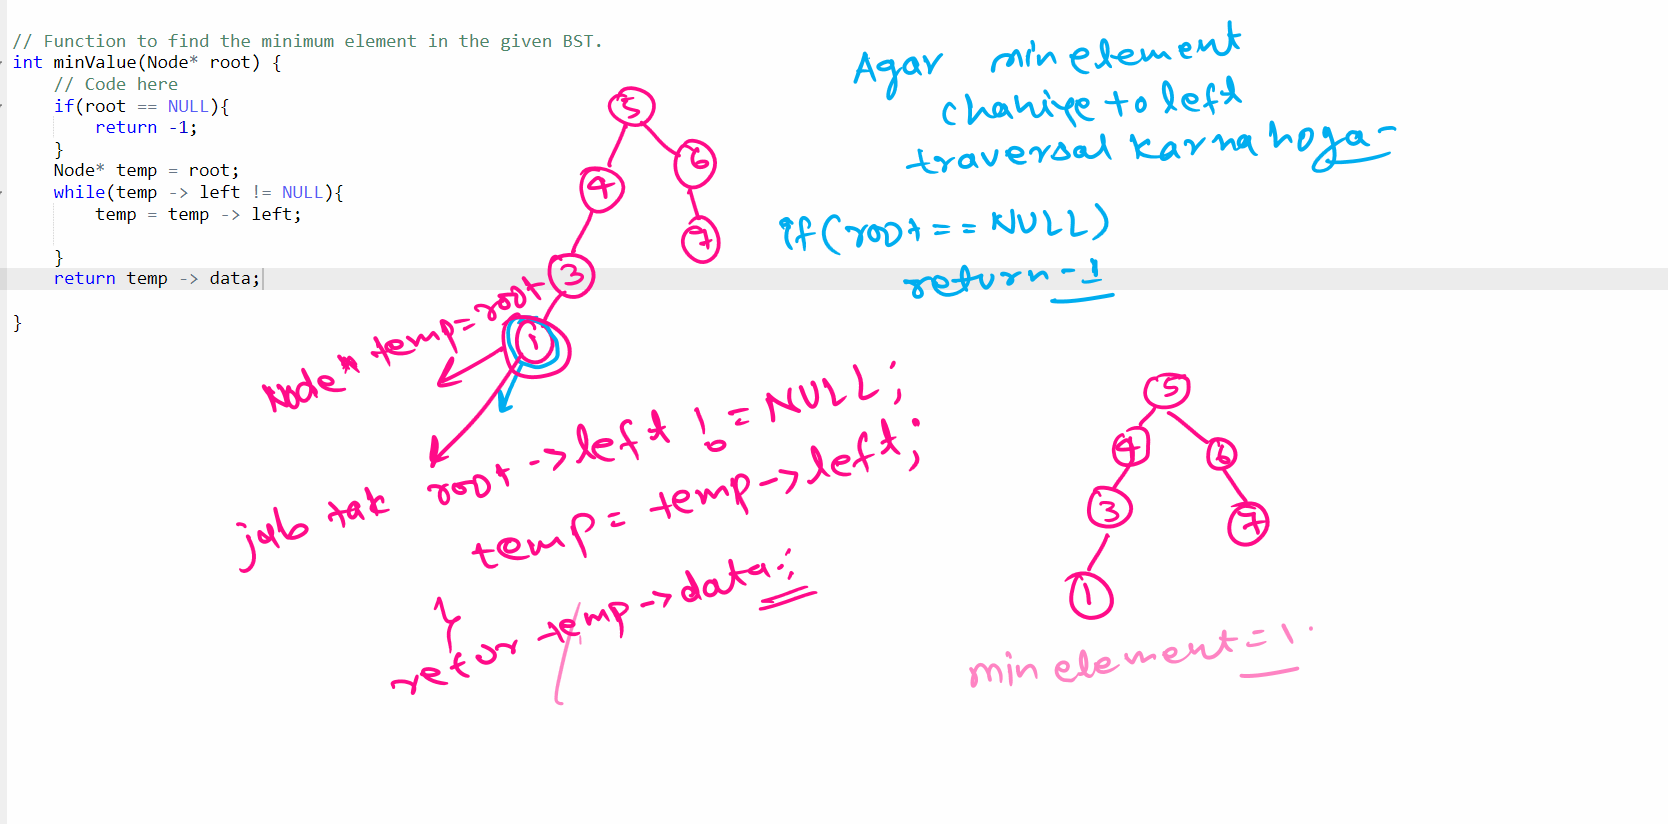 // Function to find the minimum element in the given BST.
int minValue(Node* root) {
// Code here
if(root == NULL){
return -1;
}
Node* temp = root;
while(temp -> left != NULL){
temp = temp -> left;
}
return temp -> data;
}
5
4
6
3
7
1
Agar min element
chahiye to left
traversal karna hoga-
if(root == NULL)
return -1
Node* temp=root
jab tak root->left != NULL;
temp = temp->left;
}
retur temp->data;
5
4
6
3
7
1
min element = 1.